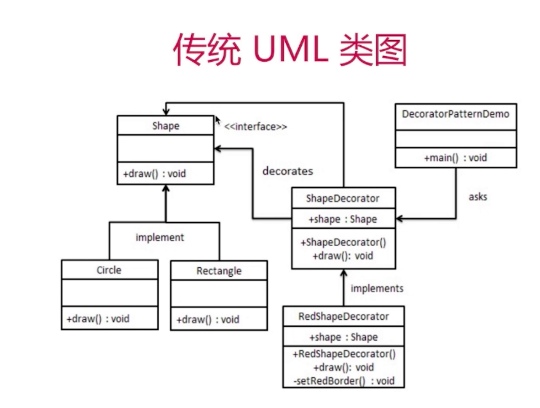 传统 UML 类图
Shape
+draw() : void
<<interface>>
DecoratorPatternDemo
+main() : void
decorates
asks
ShapeDecorator
+shape : Shape
+ShapeDecorator()
+draw(): void
implement
Circle
+draw() : void
Rectangle
+draw() : void
implements
RedShapeDecorator
+shape : Shape
+RedShapeDecorator()
+draw(): void
-setRedBorder() : void